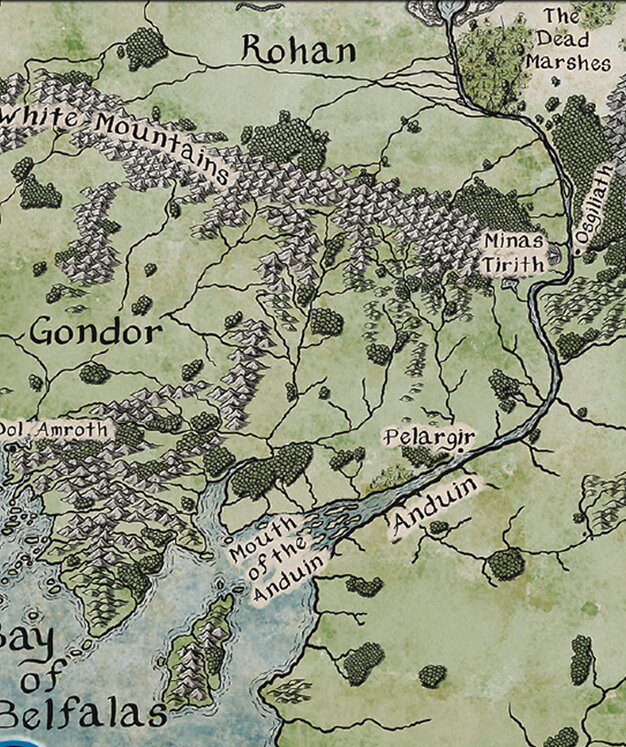 The
Dead
Marshes
Rohan
White Mountains
Osgiliath
Minas
Tirith
Gondor
Dol Amroth
Pelargir
Anduin
Mouth
of the
Anduin
Bay
of
Belfalas